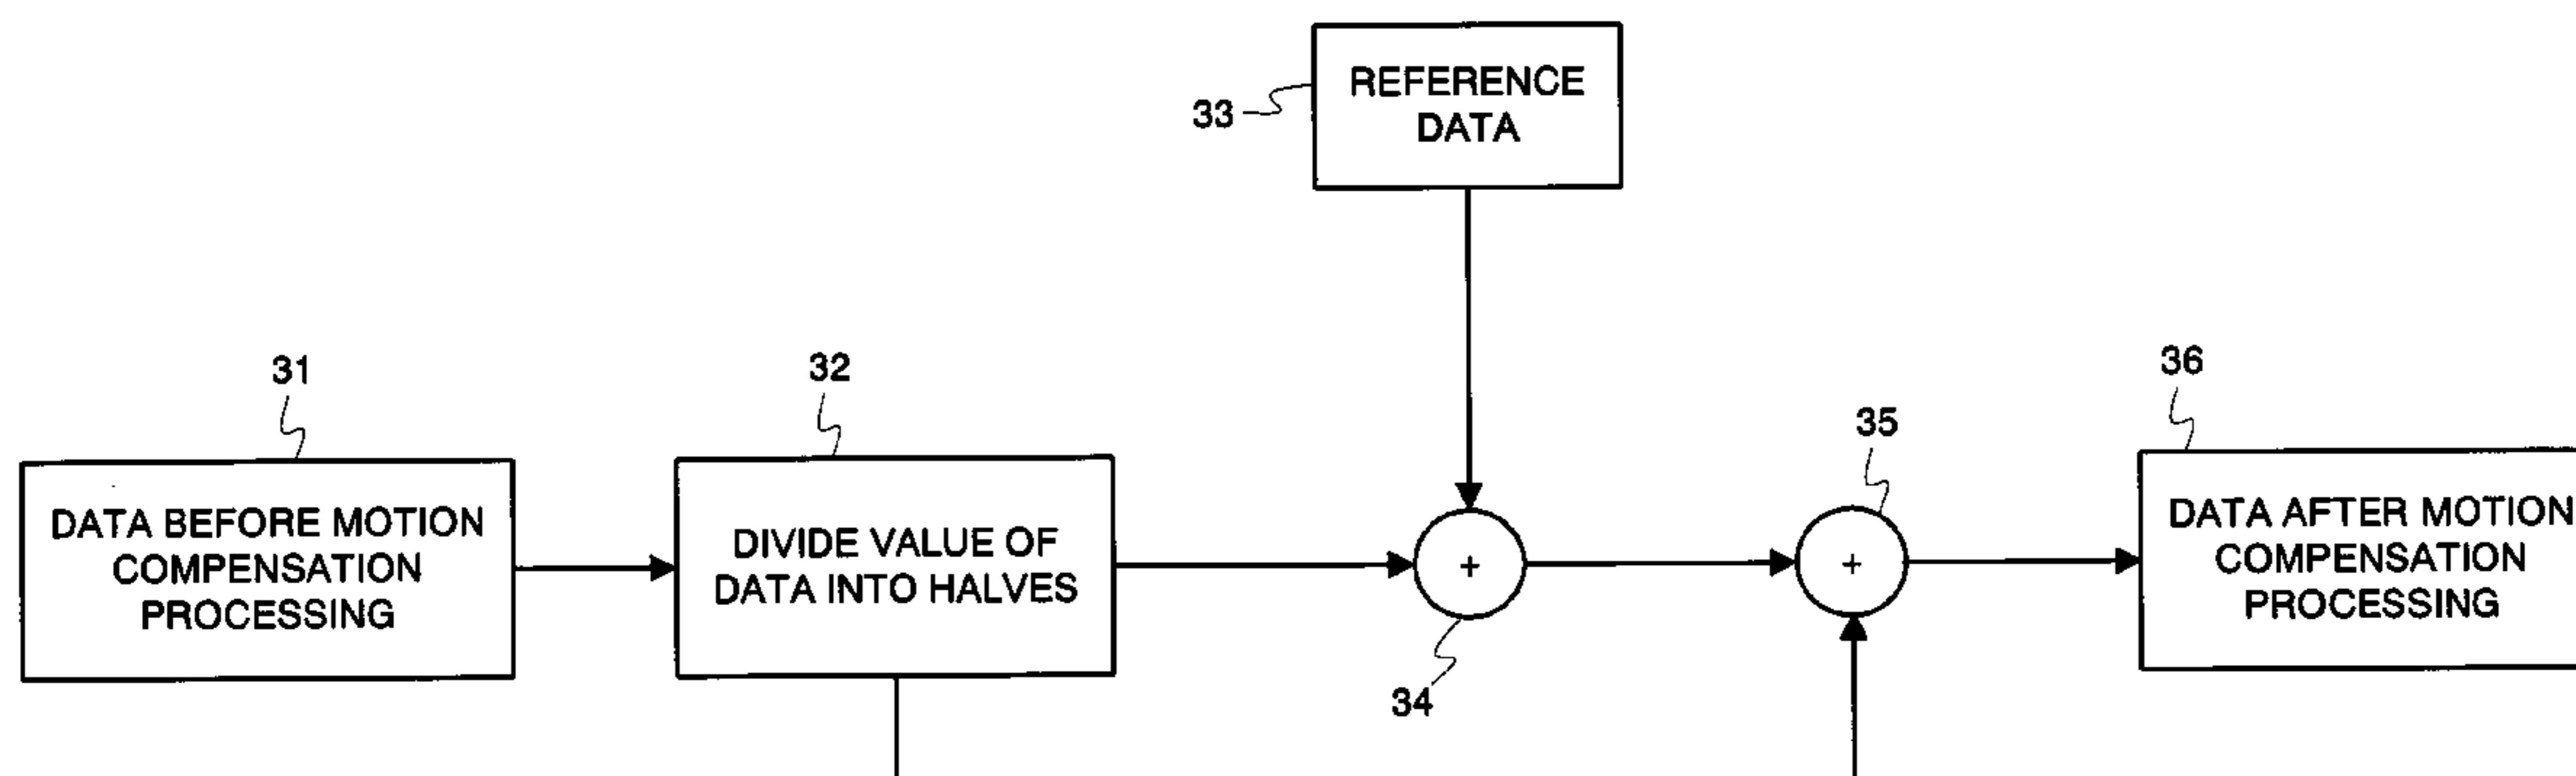 REFERENCE
DATA
33
31
32
36
35
DATA BEFORE MOTION
COMPENSATION
PROCESSING
DIVIDE VALUE OF
DATA INTO HALVES
+
+
DATA AFTER MOTION
COMPENSATION
PROCESSING
34